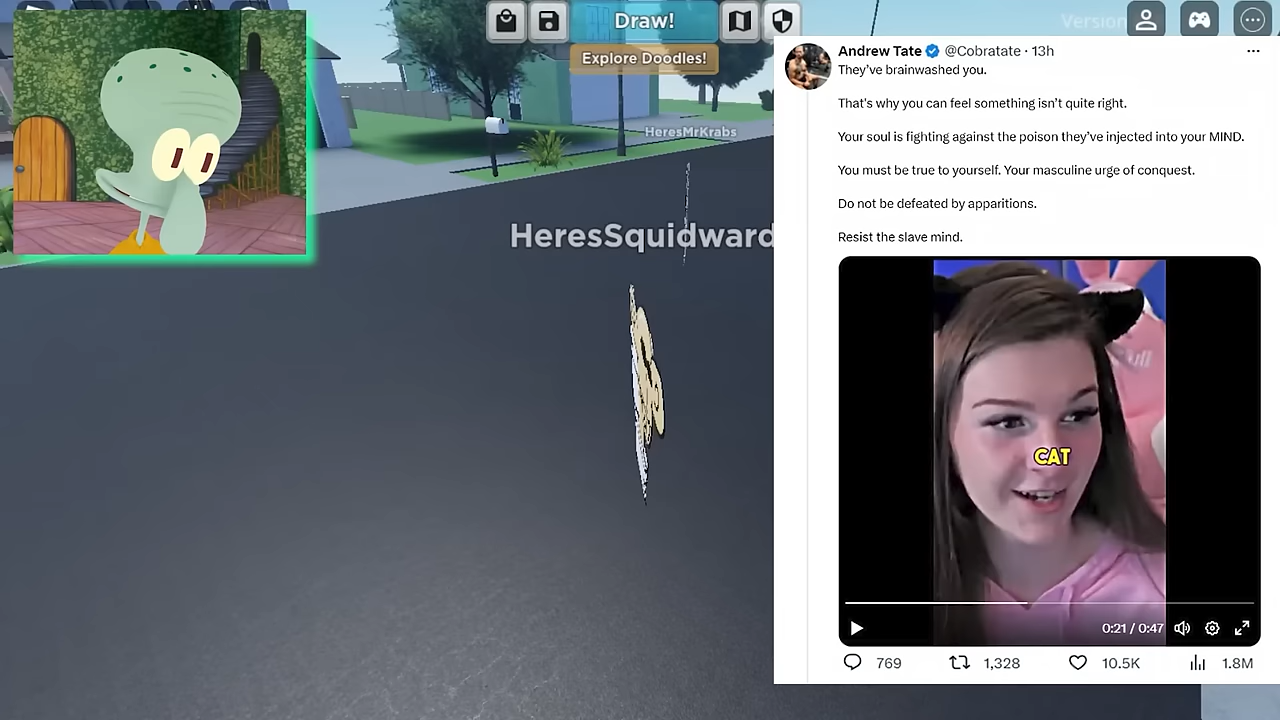 Draw!
Explore Doodles!
Version
HeresMrKrabs
HeresSquidward
Andrew Tate @Cobratate · 13h
They've brainwashed you.
That's why you can feel something isn't quite right.
Your soul is fighting against the poison they've injected into your MIND.
You must be true to yourself. Your masculine urge of conquest.
Do not be defeated by apparitions.
Resist the slave mind.
CAT
0:21 / 0:47
769 1,328 10.5K 1.8M